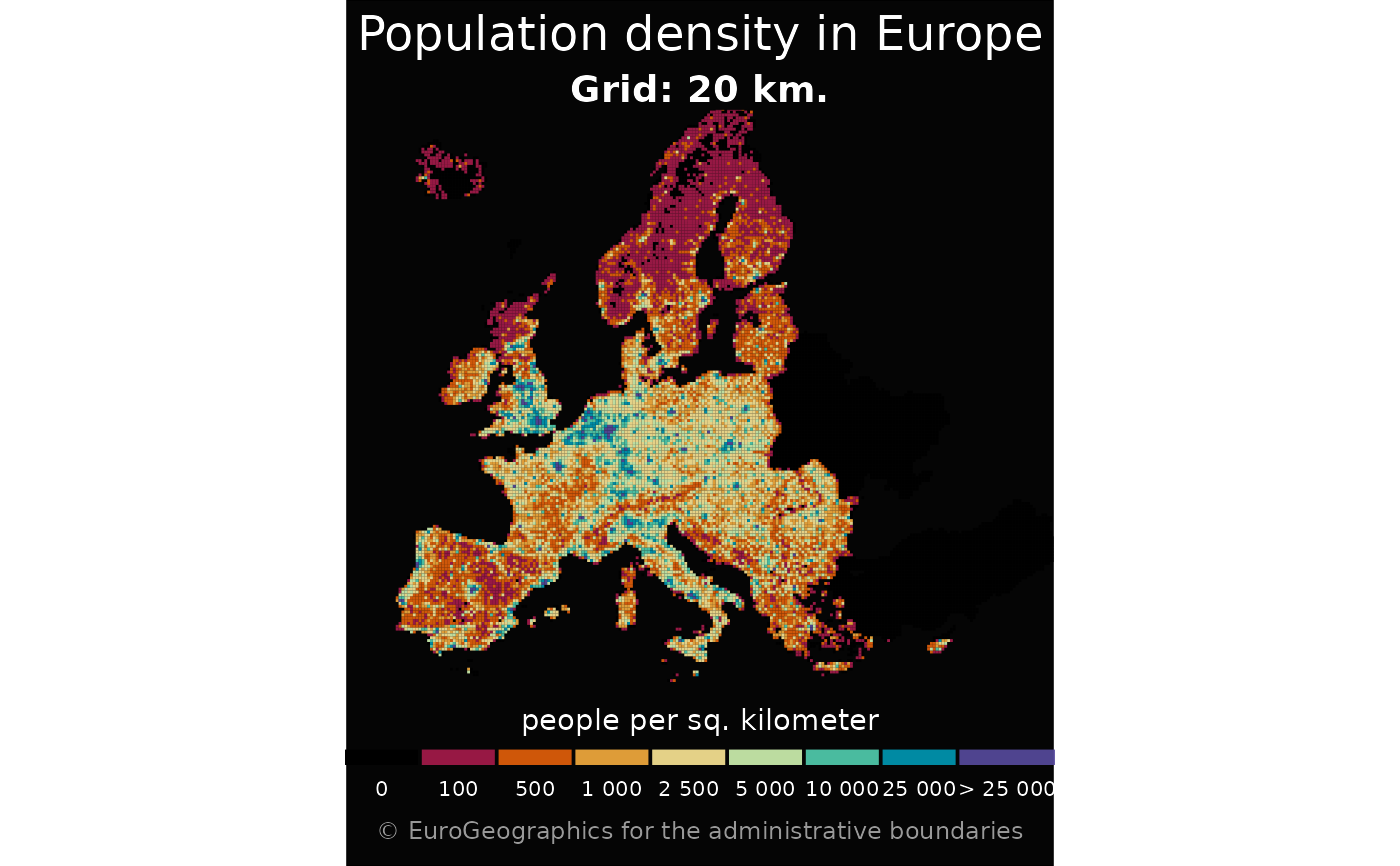 Population density in Europe
Grid: 20 km.
people per sq. kilometer
0 100 500 1 000 2 500 5 000 10 000 25 000 > 25 000
© EuroGeographics for the administrative boundaries